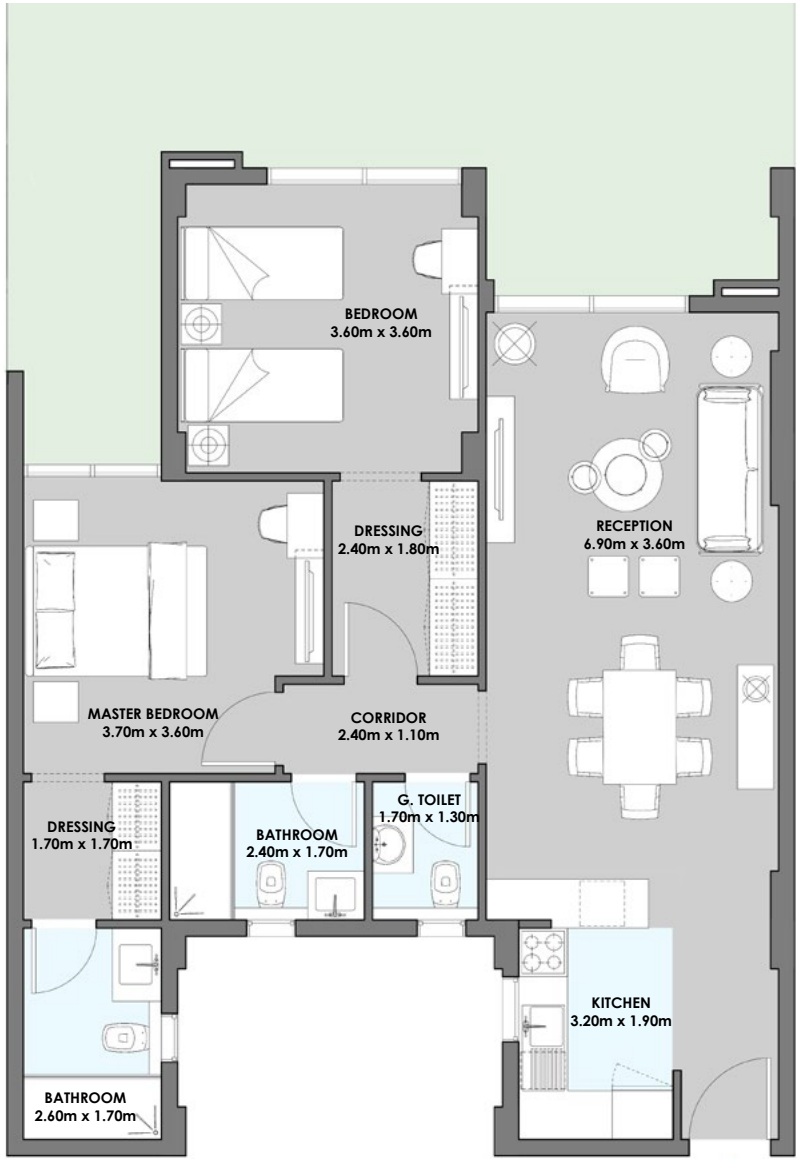 BEDROOM
3.60m x 3.60m
RECEPTION
6.90m x 3.60m
DRESSING
2.40m x 1.80m
MASTER BEDROOM
3.70m x 3.60m
CORRIDOR
2.40m x 1.10m
DRESSING
1.70m x 1.70m
BATHROOM
2.40m x 1.70m
G. TOILET
1.70m x 1.30m
KITCHEN
3.20m x 1.90m
BATHROOM
2.60m x 1.70m